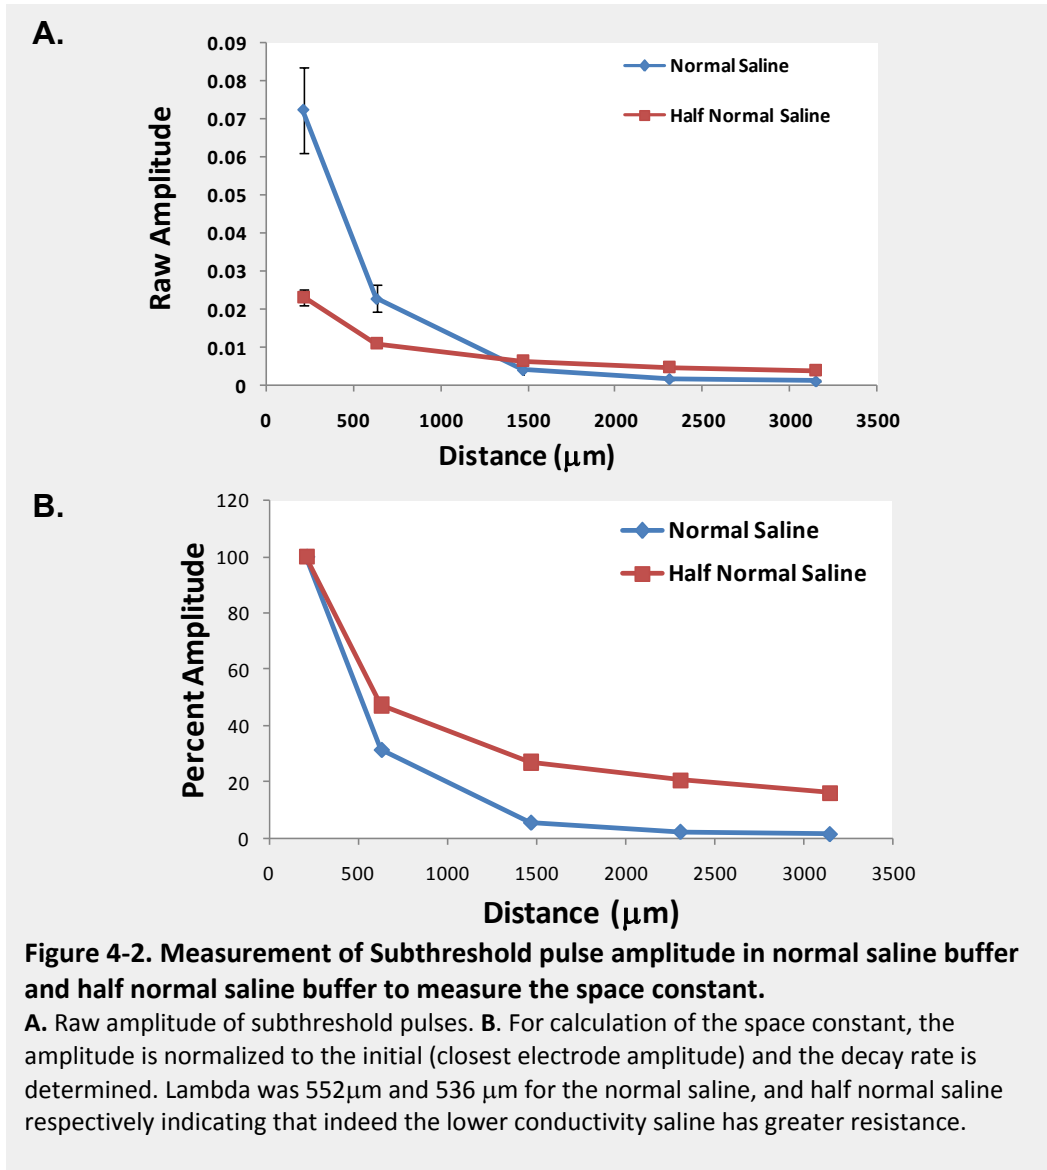 A.
0.09
0.08
0.07
0.06
0.05
0.04
0.03
0.02
0.01
0
Raw Amplitude
Normal Saline
Half Normal Saline
0 500 1000 1500 2000 2500 3000 3500
Distance (μm)
B.
120
100
80
60
40
20
0
Percent Amplitude
Normal Saline
Half Normal Saline
0 500 1000 1500 2000 2500 3000 3500
Distance (μm)
Figure 4-2. Measurement of Subthreshold pulse amplitude in normal saline buffer
and half normal saline buffer to measure the space constant.
A. Raw amplitude of subthreshold pulses. B. For calculation of the space constant, the
amplitude is normalized to the initial (closest electrode amplitude) and the decay rate is
determined. Lambda was 552μm and 536 μm for the normal saline, and half normal saline
respectively indicating that indeed the lower conductivity saline has greater resistance.